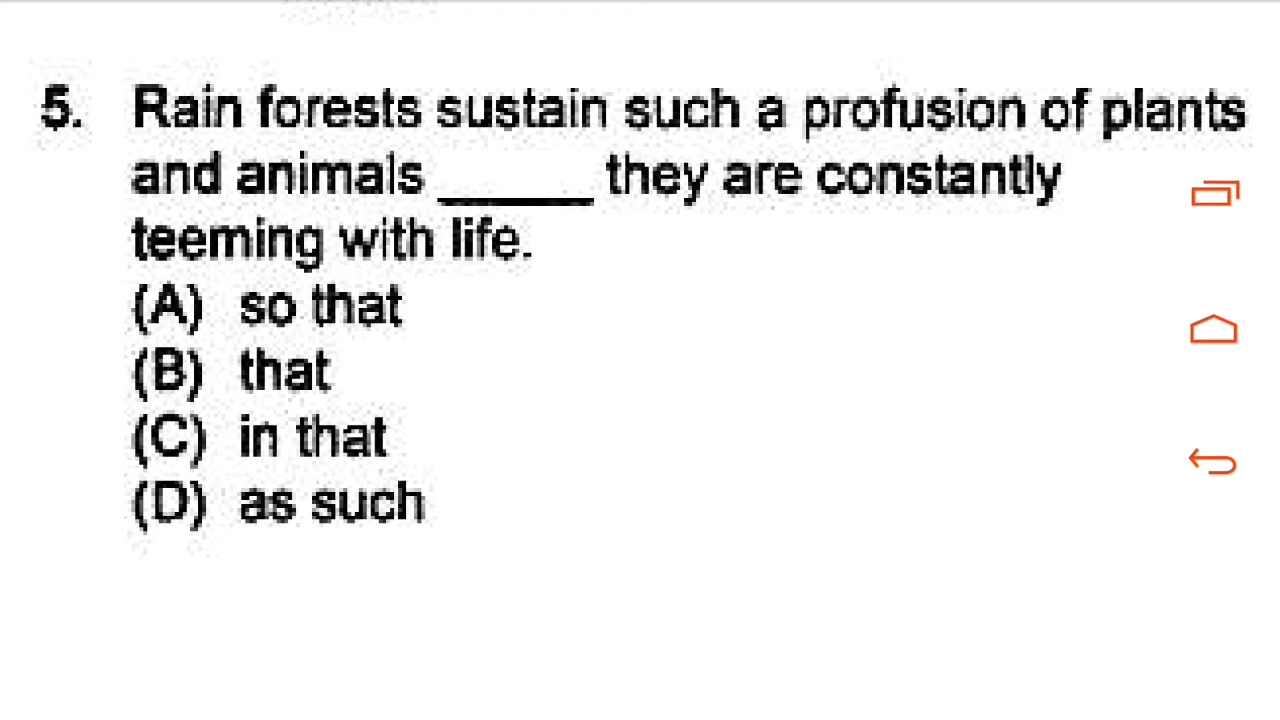 5. Rain forests sustain such a profusion of plants
and animals ______ they are constantly
teeming with life.
(A) so that
(B) that
(C) in that
(D) as such